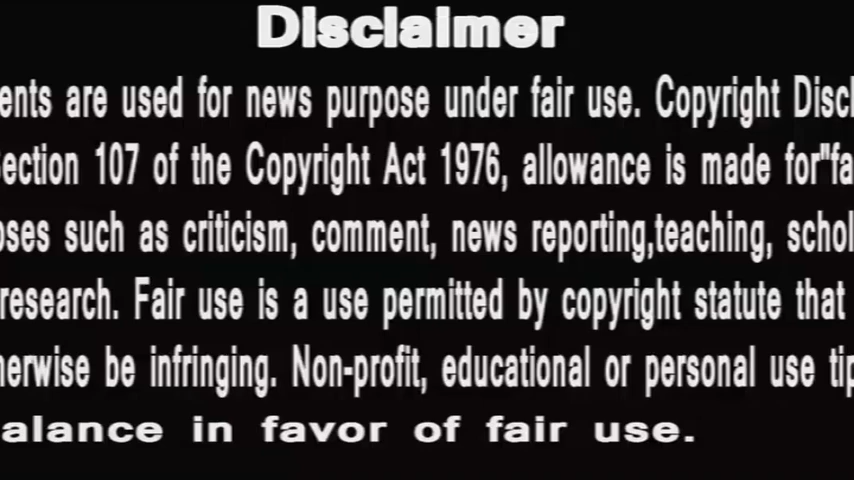 Disclaimer
ents are used for news purpose under fair use. Copyright Discl
ection 107 of the Copyright Act 1976, allowance is made for"fa
oses such as criticism, comment, news reporting,teaching, schol
research. Fair use is a use permitted by copyright statute that
erwise be infringing. Non-profit, educational or personal use tip
alance in favor of fair use.